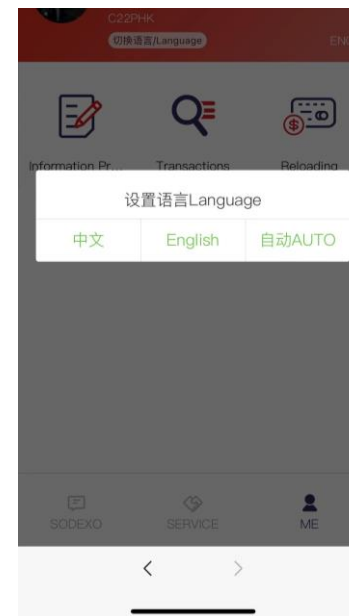 C22PHK
切换语言/Language
EN
Information Pr... Transactions Reloading
设置语言Language
中文 English 自动AUTO
SODEXO SERVICE ME